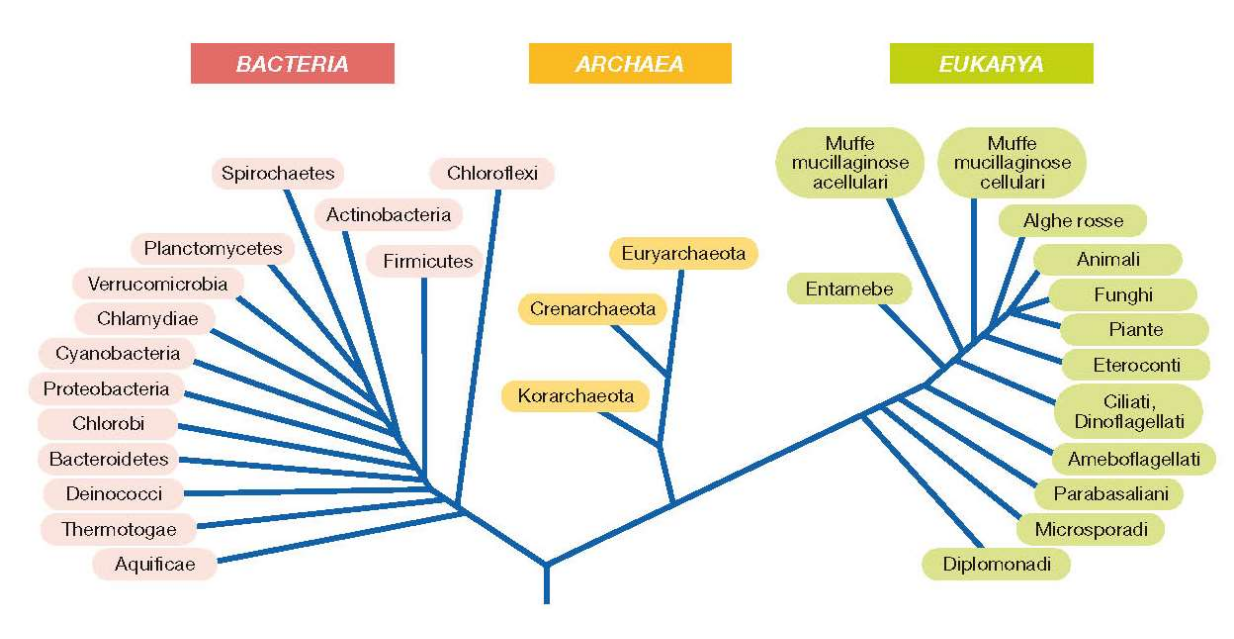 BACTERIA
ARCHAEA
EUKARYA
Spirochaetes
Chloroflexi
Actinobacteria
Planctomycetes
Firmicutes
Verrucomicrobia
Chlamydiae
Cyanobacteria
Proteobacteria
Chlorobi
Bacteroidetes
Deinococci
Thermotogae
Aquificae
Euryarchaeota
Crenarchaeota
Korarchaeota
Muffe
mucillaginose
acellulari
Muffe
mucillaginose
cellulari
Alghe rosse
Entamebe
Animali
Funghi
Piante
Eteroconti
Ciliati,
Dinoflagellati
Ameboflagellati
Parabasaliani
Microsporadi
Diplomonadi